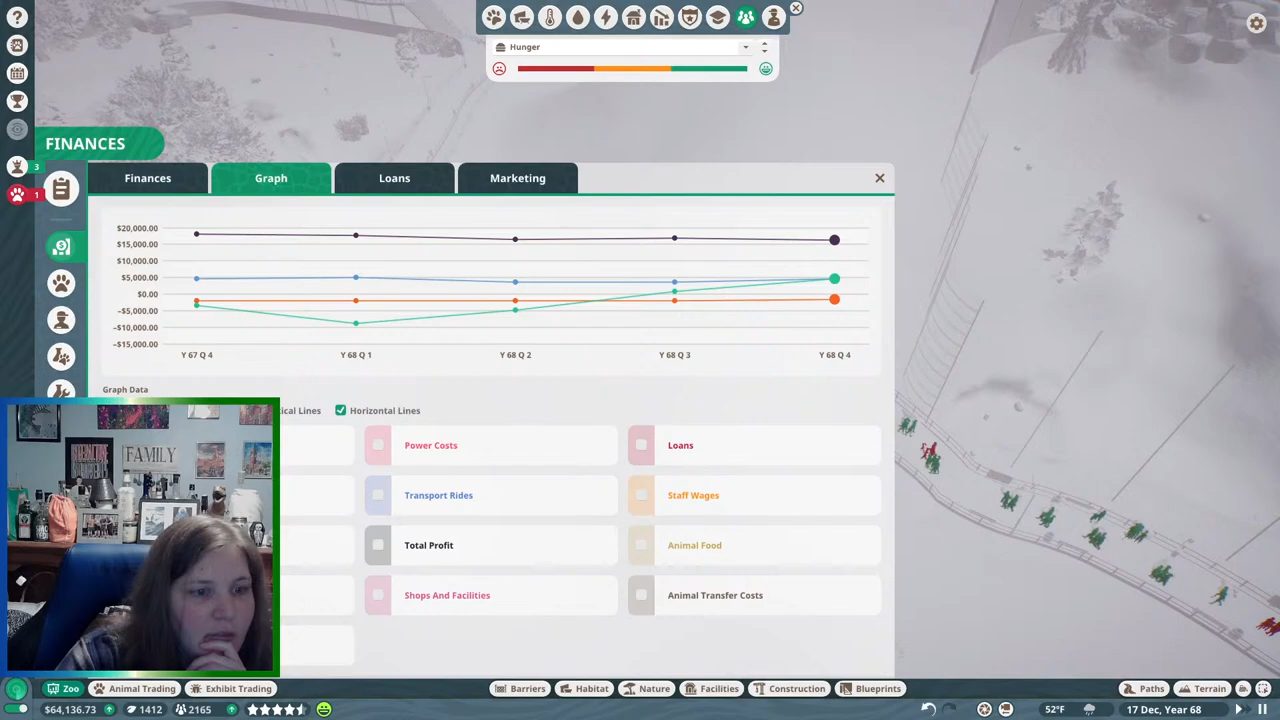 Hunger
FINANCES
3
1
Finances
Graph
Loans
Marketing
$20,000.00
$15,000.00
$10,000.00
$5,000.00
$0.00
-$5,000.00
-$10,000.00
-$15,000.00
Y 67 Q 4
Y 68 Q 1
Y 68 Q 2
Y 68 Q 3
Y 68 Q 4
Graph Data
Horizontal Lines
Power Costs
Loans
Transport Rides
Staff Wages
Total Profit
Animal Food
Shops And Facilities
Animal Transfer Costs
FAMILY
Zoo
Animal Trading
Exhibit Trading
Barriers
Habitat
Nature
Facilities
Construction
Blueprints
Paths
Terrain
$64,136.73
1412
2165
52°F
17 Dec, Year 68